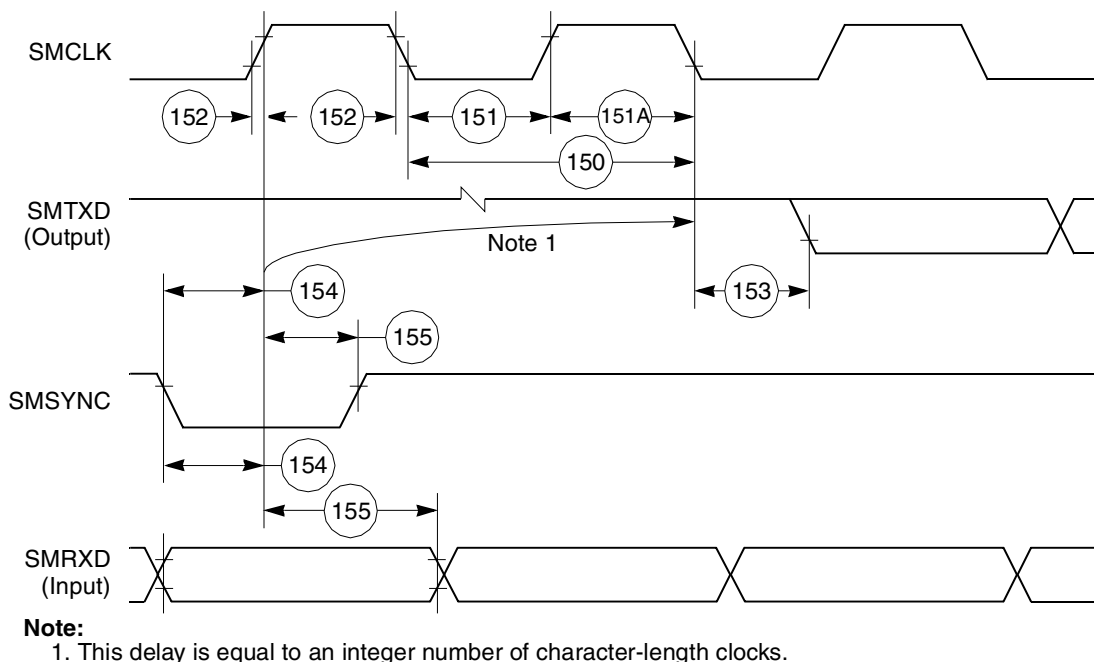 SMCLK
152
152
151
151A
150
SMTXD
(Output)
Note 1
154
153
155
SMSYNC
154
155
SMRXD
(Input)
Note:
1. This delay is equal to an integer number of character-length clocks.